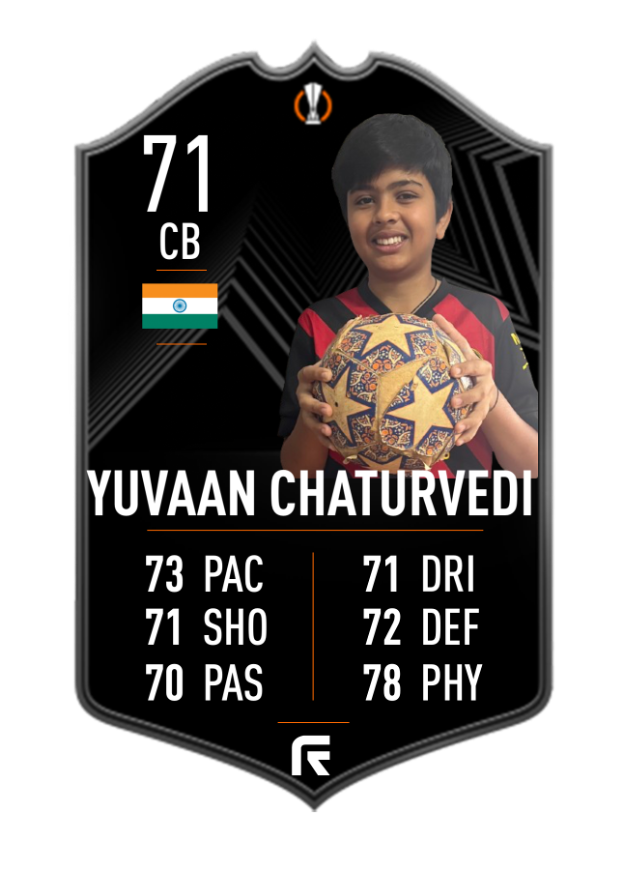 71
CB
YUVAAN CHATURVEDI
73 PAC
71 DRI
71 SHO
72 DEF
70 PAS
78 PHY